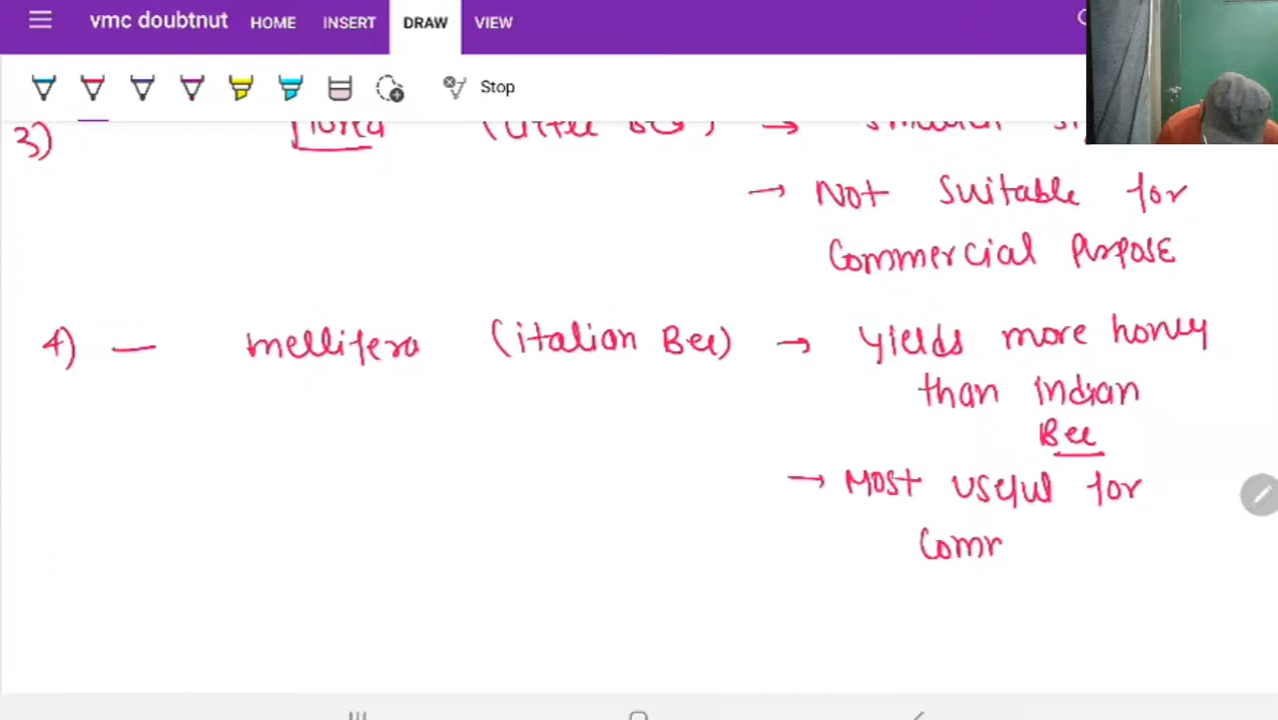 vmc doubtnut HOME INSERT DRAW VIEW
Stop
3)
→ Not suitable for
Commercial purpose
4) — mellifera (italian Bee) → yields more honey
than indian
Bee
→ Most useful for
Comr